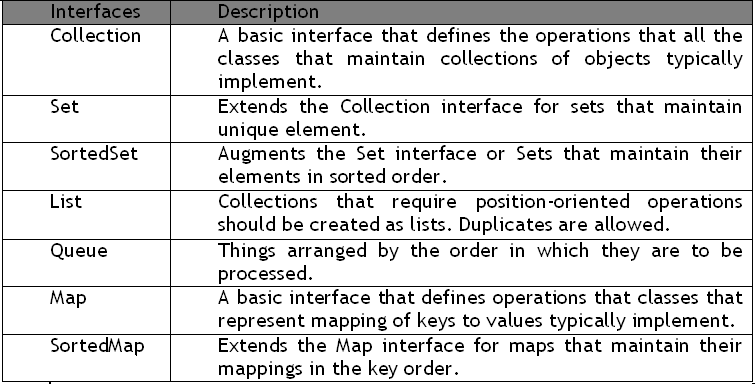 Interfaces Description
Collection A basic interface that defines the operations that all the
classes that maintain collections of objects typically
implement.
Set Extends the Collection interface for sets that maintain
unique element.
SortedSet Augments the Set interface or Sets that maintain their
elements in sorted order.
List Collections that require position-oriented operations
should be created as lists. Duplicates are allowed.
Queue Things arranged by the order in which they are to be
processed.
Map A basic interface that defines operations that classes that
represent mapping of keys to values typically implement.
SortedMap Extends the Map interface for maps that maintain their
mappings in the key order.